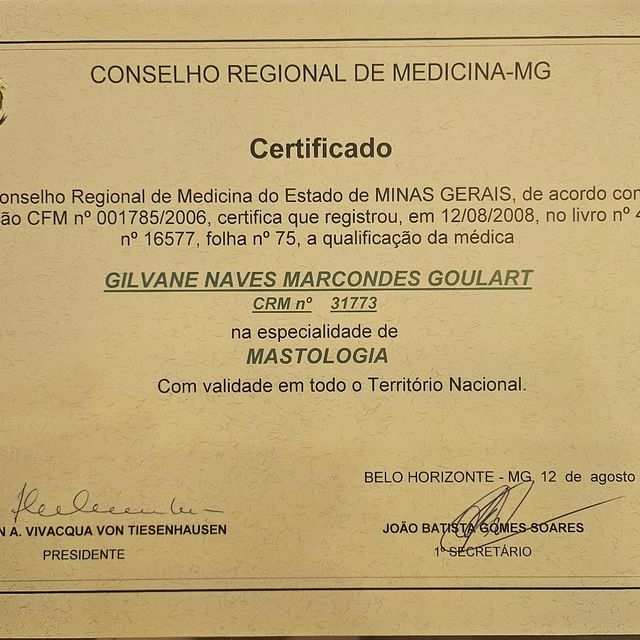 CONSELHO REGIONAL DE MEDICINA-MG
Certificado
onselho Regional de Medicina do Estado de MINAS GERAIS, de acordo com
ão CFM nº 001785/2006, certifica que registrou, em 12/08/2008, no livro nº 4
nº 16577, folha nº 75, a qualificação da médica
GILVANE NAVES MARCONDES GOULART
CRM nº 31773
na especialidade de
MASTOLOGIA
Com validade em todo o Território Nacional.
BELO HORIZONTE - MG, 12 de agosto
N A. VIVACQUA VON TIESENHAUSEN
PRESIDENTE
JOÃO BATISTA GOMES SOARES
1º SECRETÁRIO